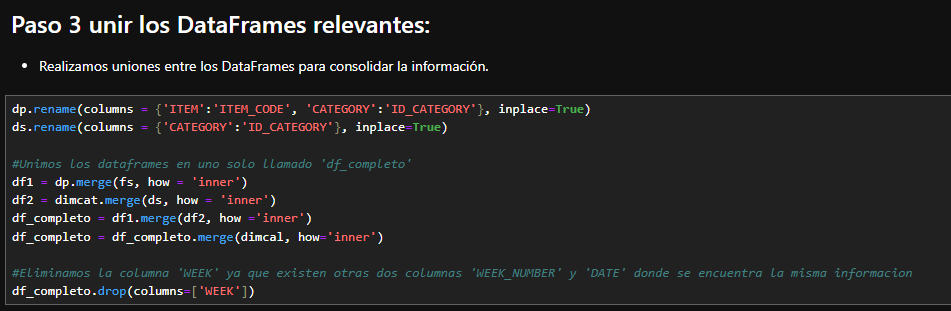 Paso 3 unir los DataFrames relevantes:
• Realizamos uniones entre los DataFrames para consolidar la información.
dp.rename(columns = {'ITEM':'ITEM_CODE', 'CATEGORY':'ID_CATEGORY'}, inplace=True)
ds.rename(columns = {'CATEGORY':'ID_CATEGORY'}, inplace=True)
#Unimos los dataframes en uno solo llamado 'df_completo'
df1 = dp.merge(fs, how = 'inner')
df2 = dimcat.merge(ds, how = 'inner')
df_completo = df1.merge(df2, how ='inner')
df_completo = df_completo.merge(dimcal, how='inner')
#Eliminamos la columna 'WEEK' ya que existen otras dos columnas 'WEEK_NUMBER' y 'DATE' donde se encuentra la misma informacion
df_completo.drop(columns=['WEEK'])